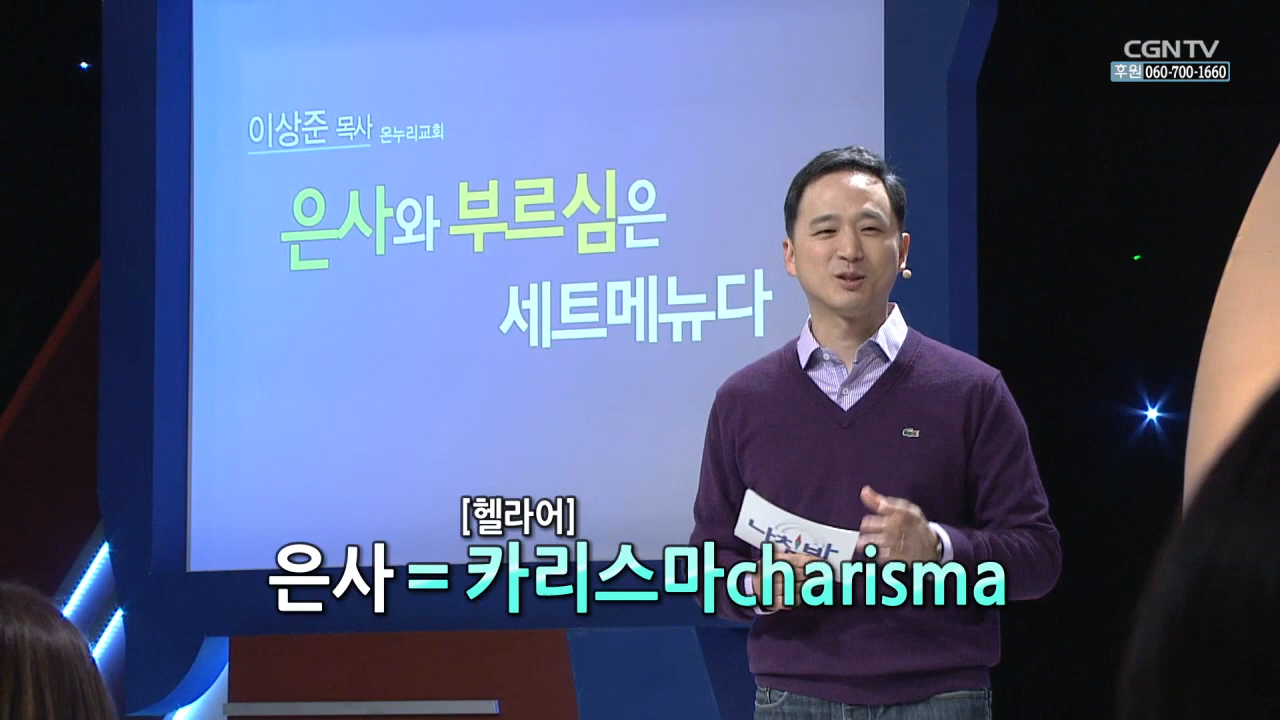 CGNTV
후원 060-700-1660
이상준 목사 온누리교회
은사와 부르심은
세트메뉴다
[헬라어]
은사 = 카리스마charisma